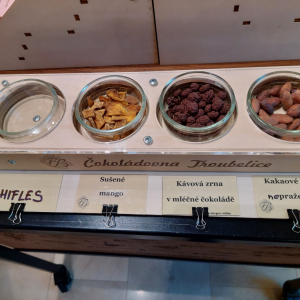 Čokoládovna Troubelice
HIFLES
Sušené
mango
Kávová zrna
v mléčné čokoládě
Kakaové
nepraže